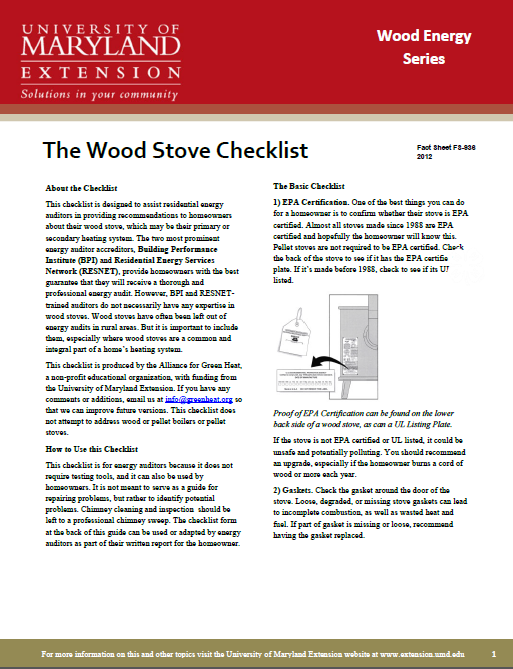 UNIVERSITY OF
MARYLAND
EXTENSION
Solutions in your community
Wood Energy
Series
The Wood Stove Checklist
Fact Sheet FS-936
2012
About the Checklist
This checklist is designed to assist residential energy
auditors in providing recommendations to homeowners
about their wood stove, which may be their primary or
secondary heating system. The two most prominent
energy auditor accreditors, Building Performance
Institute (BPI) and Residential Energy Services
Network (RESNET), provide homeowners with the best
guarantee that they will receive a thorough and
professional energy audit. However, BPI and RESNET-
trained auditors do not necessarily have any expertise in
wood stoves. Wood stoves have often been left out of
energy audits in rural areas. But it is important to include
them, especially where wood stoves are a common and
integral part of a home's heating system.
This checklist is produced by the Alliance for Green Heat,
a non-profit educational organization, with funding from
the University of Maryland Extension. If you have any
comments or additions, email us at info@greenheat.org so
that we can improve future versions. This checklist does
not attempt to address wood or pellet boilers or pellet
stoves.
How to Use this Checklist
This checklist is for energy auditors because it does not
require testing tools, and it can also be used by
homeowners. It is not meant to serve as a guide for
repairing problems, but rather to identify potential
problems. Chimney cleaning and inspection should be
left to a professional chimney sweep. The checklist form
at the back of this guide can be used or adapted by energy
auditors as part of their written report for the homeowner.
The Basic Checklist
1) EPA Certification. One of the best things you can do
for a homeowner is to confirm whether their stove is EPA
certified. Almost all stoves made since 1988 are EPA
certified and hopefully the homeowner will know this.
Pellet stoves are not required to be EPA certified. Check
the back of the stove to see if it has the EPA certifie
plate. If it's made before 1988, check to see if its
listed.
Proof of EPA Certification can be found on the lower
back side of a wood stove, as can a UL Listing Plate.
If the stove is not EPA certified or UL listed, it could be
unsafe and potentially polluting. You should recommend
an upgrade, especially if the homeowner burns a cord of
wood or more each year.
2) Gaskets. Check the gasket around the door of the
stove. Loose, degraded, or missing stove gaskets can lead
to incomplete combustion, as well as wasted heat and
fuel. If part of gasket is missing or loose, recommend
having the gasket replaced.
For more information on this and other topics visit the University of Maryland Extension website at www.extension.umd.edu 1